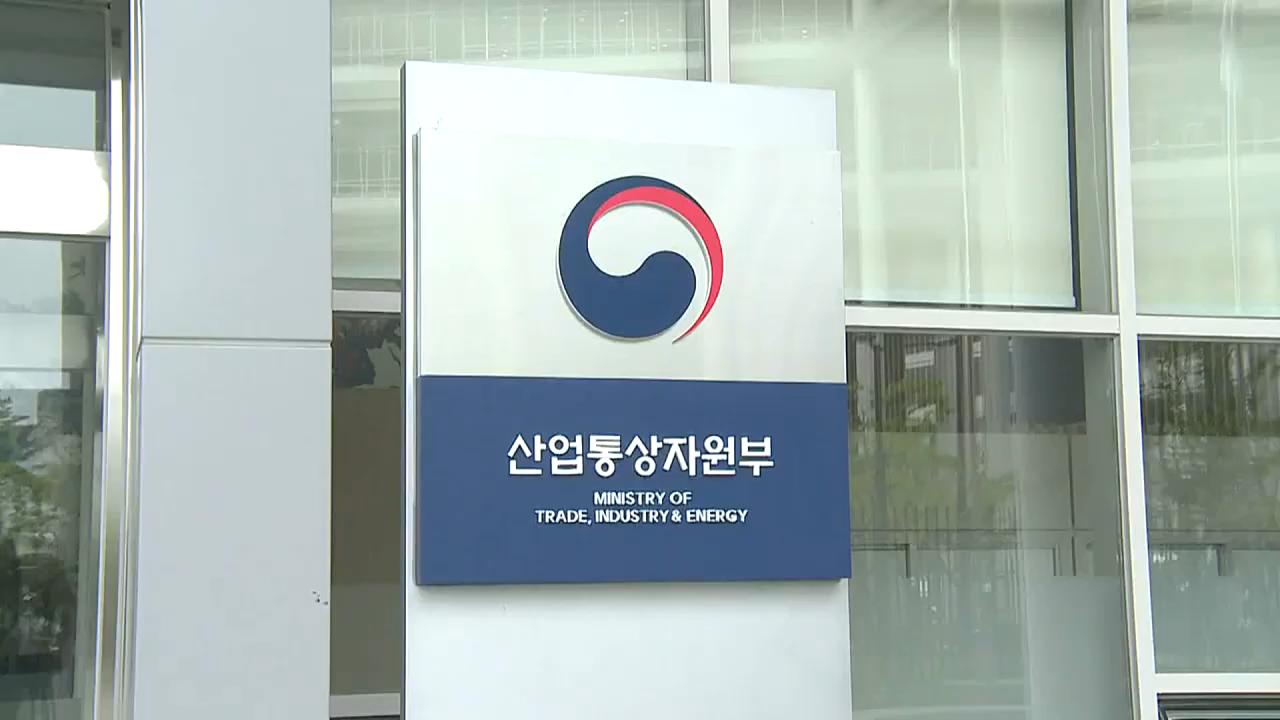 산업통상자원부
MINISTRY OF
TRADE, INDUSTRY & ENERGY